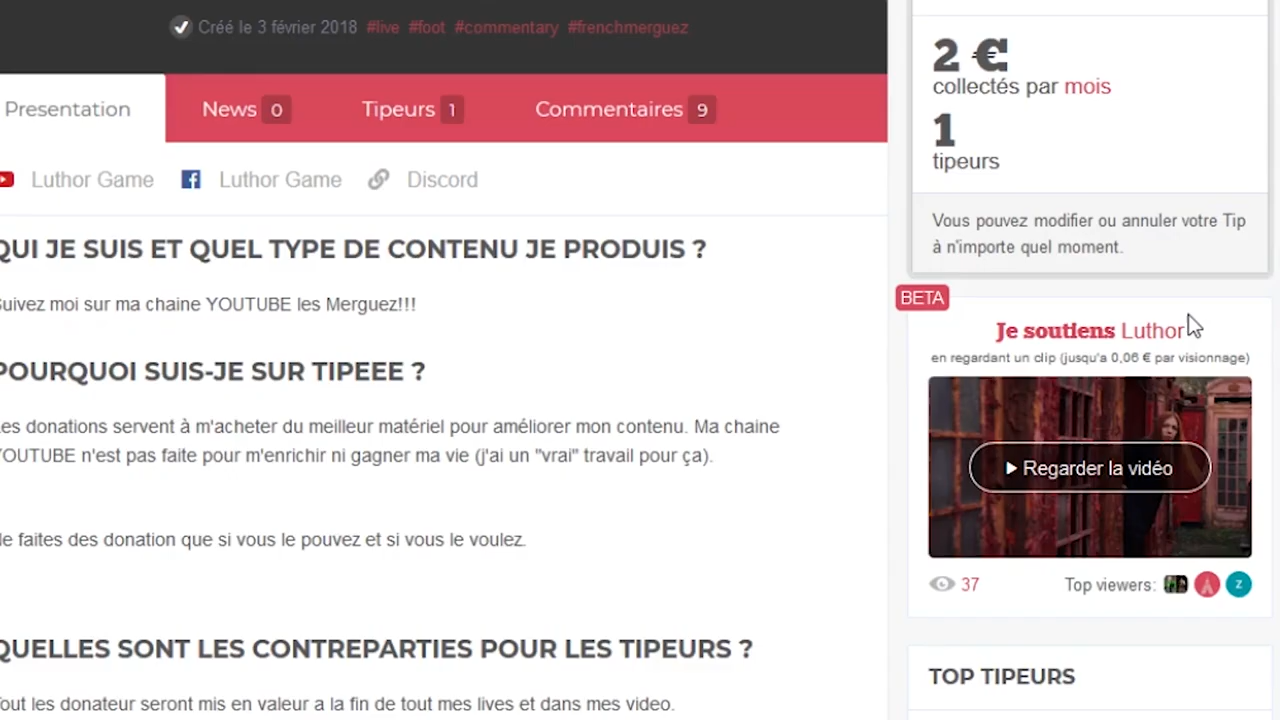 Créé le 3 février 2018 #live #foot #commentary #frenchmerguez
Presentation News 0 Tipeurs 1 Commentaires 9
Luthor Game Luthor Game Discord
QUI JE SUIS ET QUEL TYPE DE CONTENU JE PRODUIS ?
Suivez moi sur ma chaine YOUTUBE les Merguez!!!
POURQUOI SUIS-JE SUR TIPEEE ?
Les donations servent à m'acheter du meilleur matériel pour améliorer mon contenu. Ma chaine
YOUTUBE n'est pas faite pour m'enrichir ni gagner ma vie (j'ai un "vrai" travail pour ça).
Ne faites des donation que si vous le pouvez et si vous le voulez.
QUELLES SONT LES CONTREPARTIES POUR LES TIPEURS ?
Tout les donateur seront mis en valeur a la fin de tout mes lives et dans mes video.
2 €
collectés par mois
1
tipeurs
Vous pouvez modifier ou annuler votre Tip
à n'importe quel moment.
BETA
Je soutiens Luthor
en regardant un clip (jusqu'a 0,06 € par visionnage)
Regarder la vidéo
37 Top viewers: Z
TOP TIPEURS